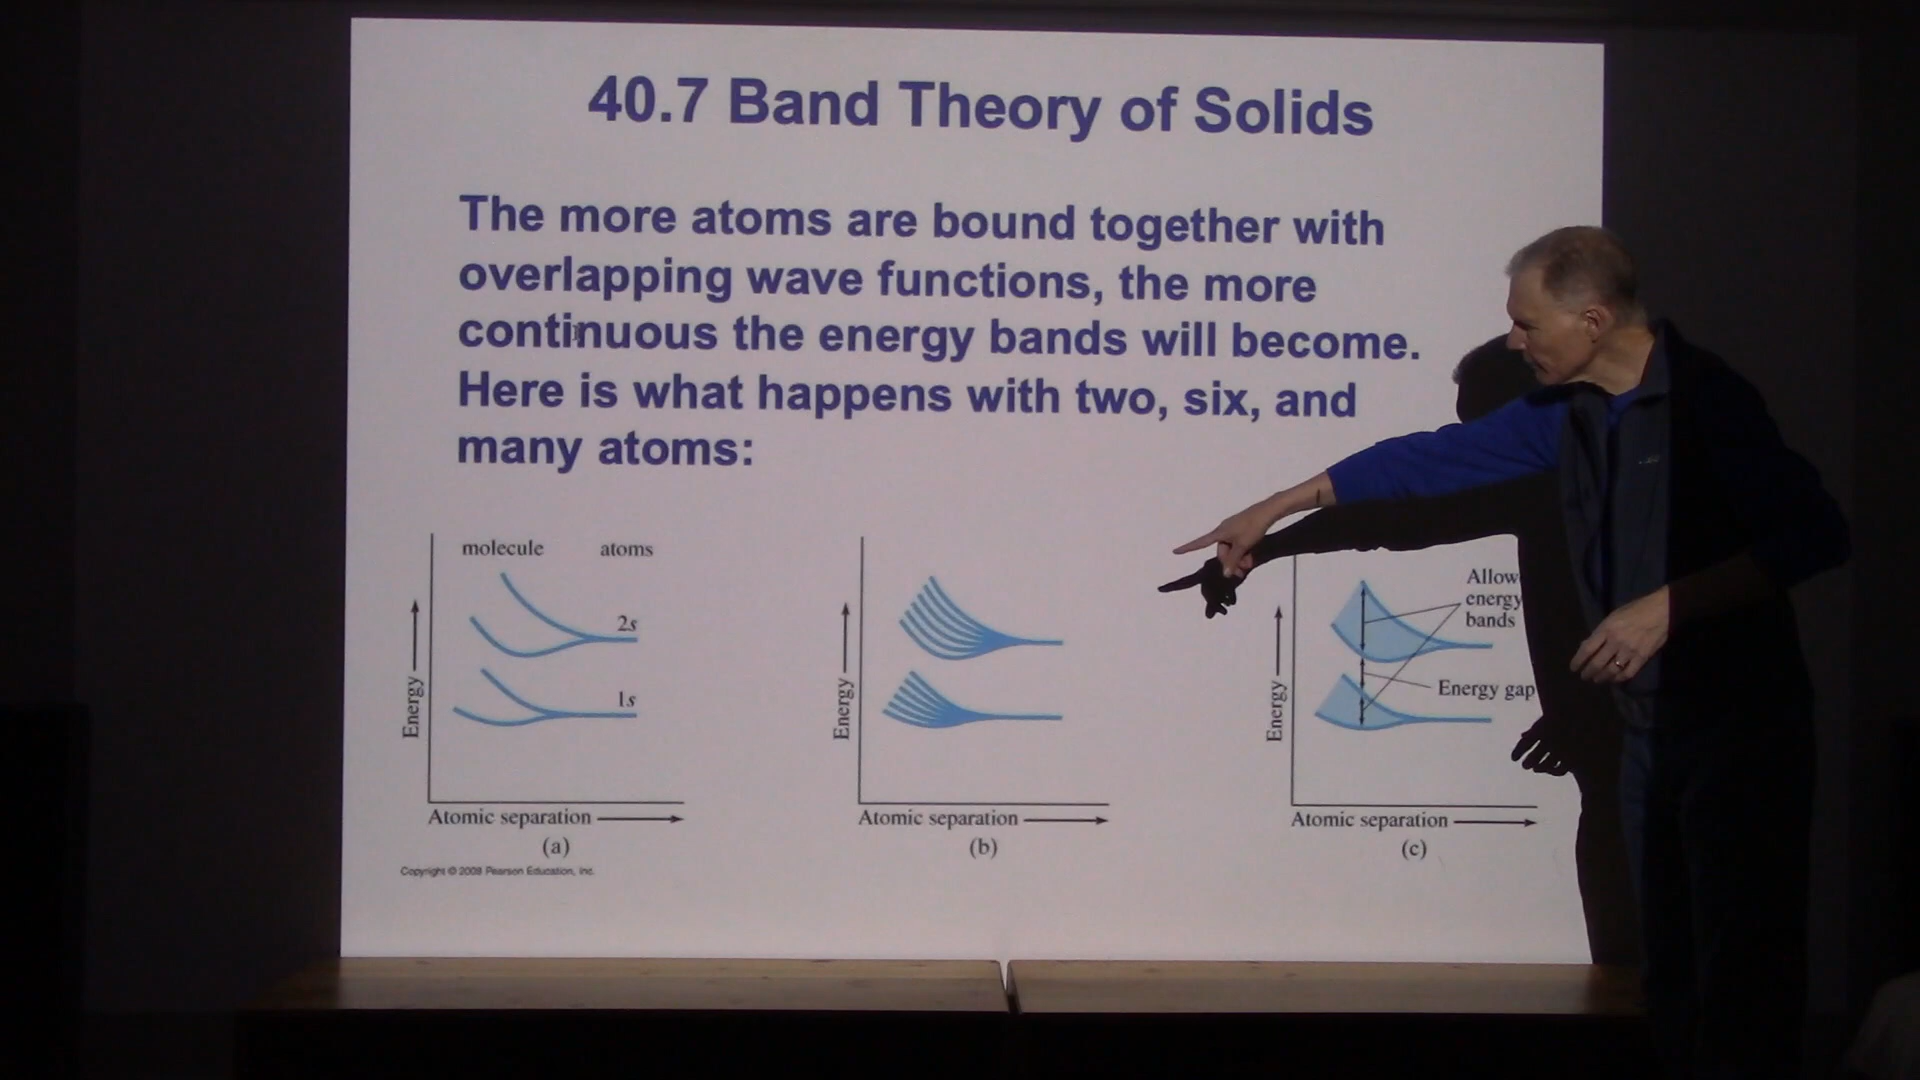 40.7 Band Theory of Solids
The more atoms are bound together with
overlapping wave functions, the more
continuous the energy bands will become.
Here is what happens with two, six, and
many atoms:
molecule atoms
2s
1s
Energy
Atomic separation
(a)
Energy
Atomic separation
(b)
Allow
energy
bands
Energy gap
Energy
Atomic separation
(c)
Copyright © 2009 Pearson Education, Inc.